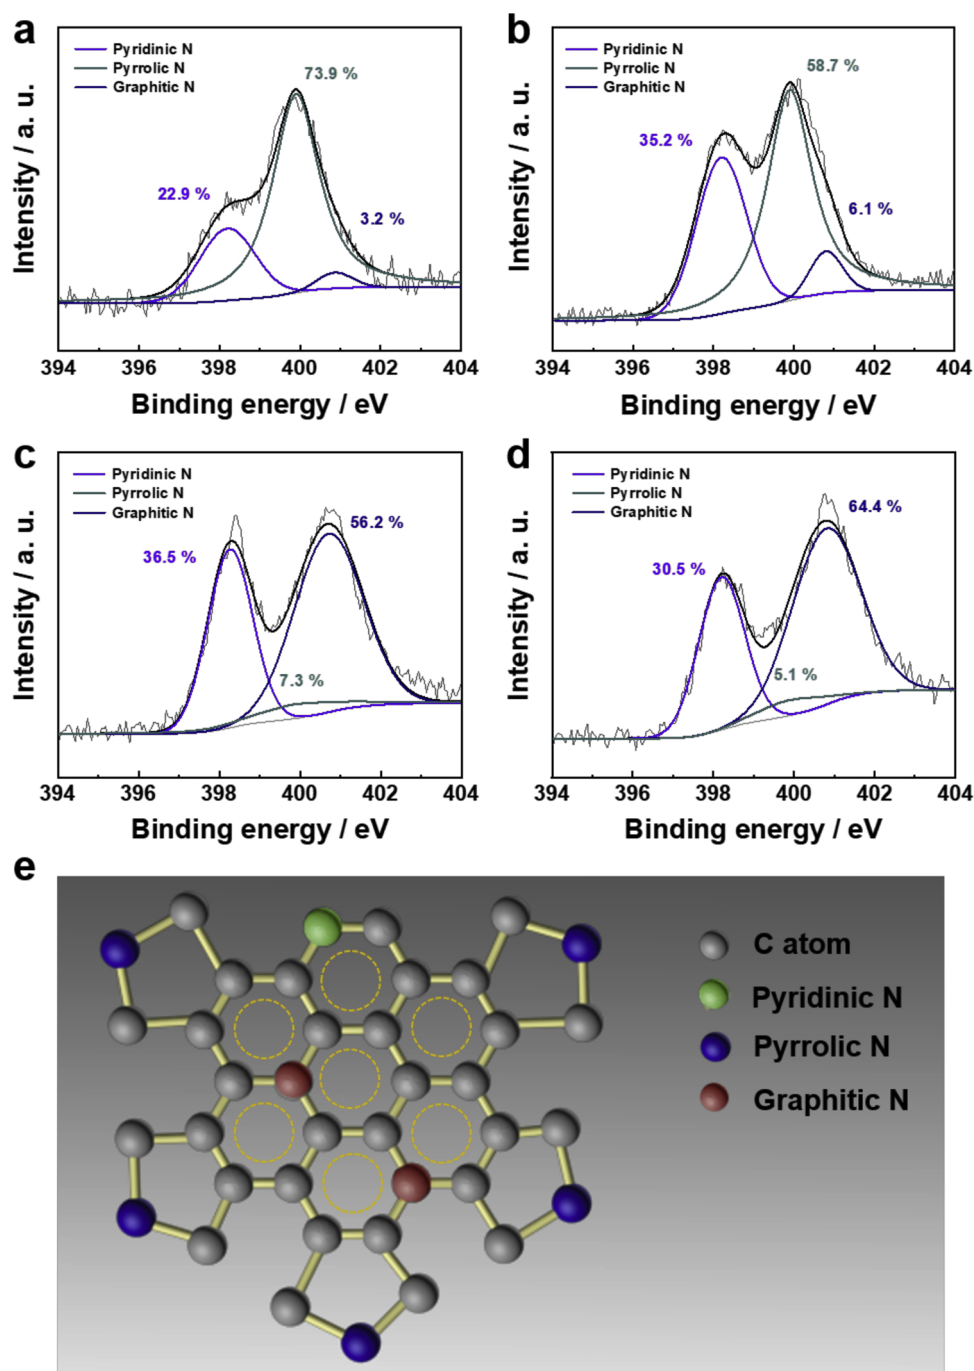 a
Pyridinic N
Pyrrolic N
Graphitic N
73.9 %
22.9 %
3.2 %
Intensity / a. u.
394 396 398 400 402 404
Binding energy / eV
b
Pyridinic N
Pyrrolic N
Graphitic N
58.7 %
35.2 %
6.1 %
Intensity / a. u.
394 396 398 400 402 404
Binding energy / eV
c
Pyridinic N
Pyrrolic N
Graphitic N
56.2 %
36.5 %
7.3 %
Intensity / a. u.
394 396 398 400 402 404
Binding energy / eV
d
Pyridinic N
Pyrrolic N
Graphitic N
64.4 %
30.5 %
5.1 %
Intensity / a. u.
394 396 398 400 402 404
Binding energy / eV
e
C atom
Pyridinic N
Pyrrolic N
Graphitic N